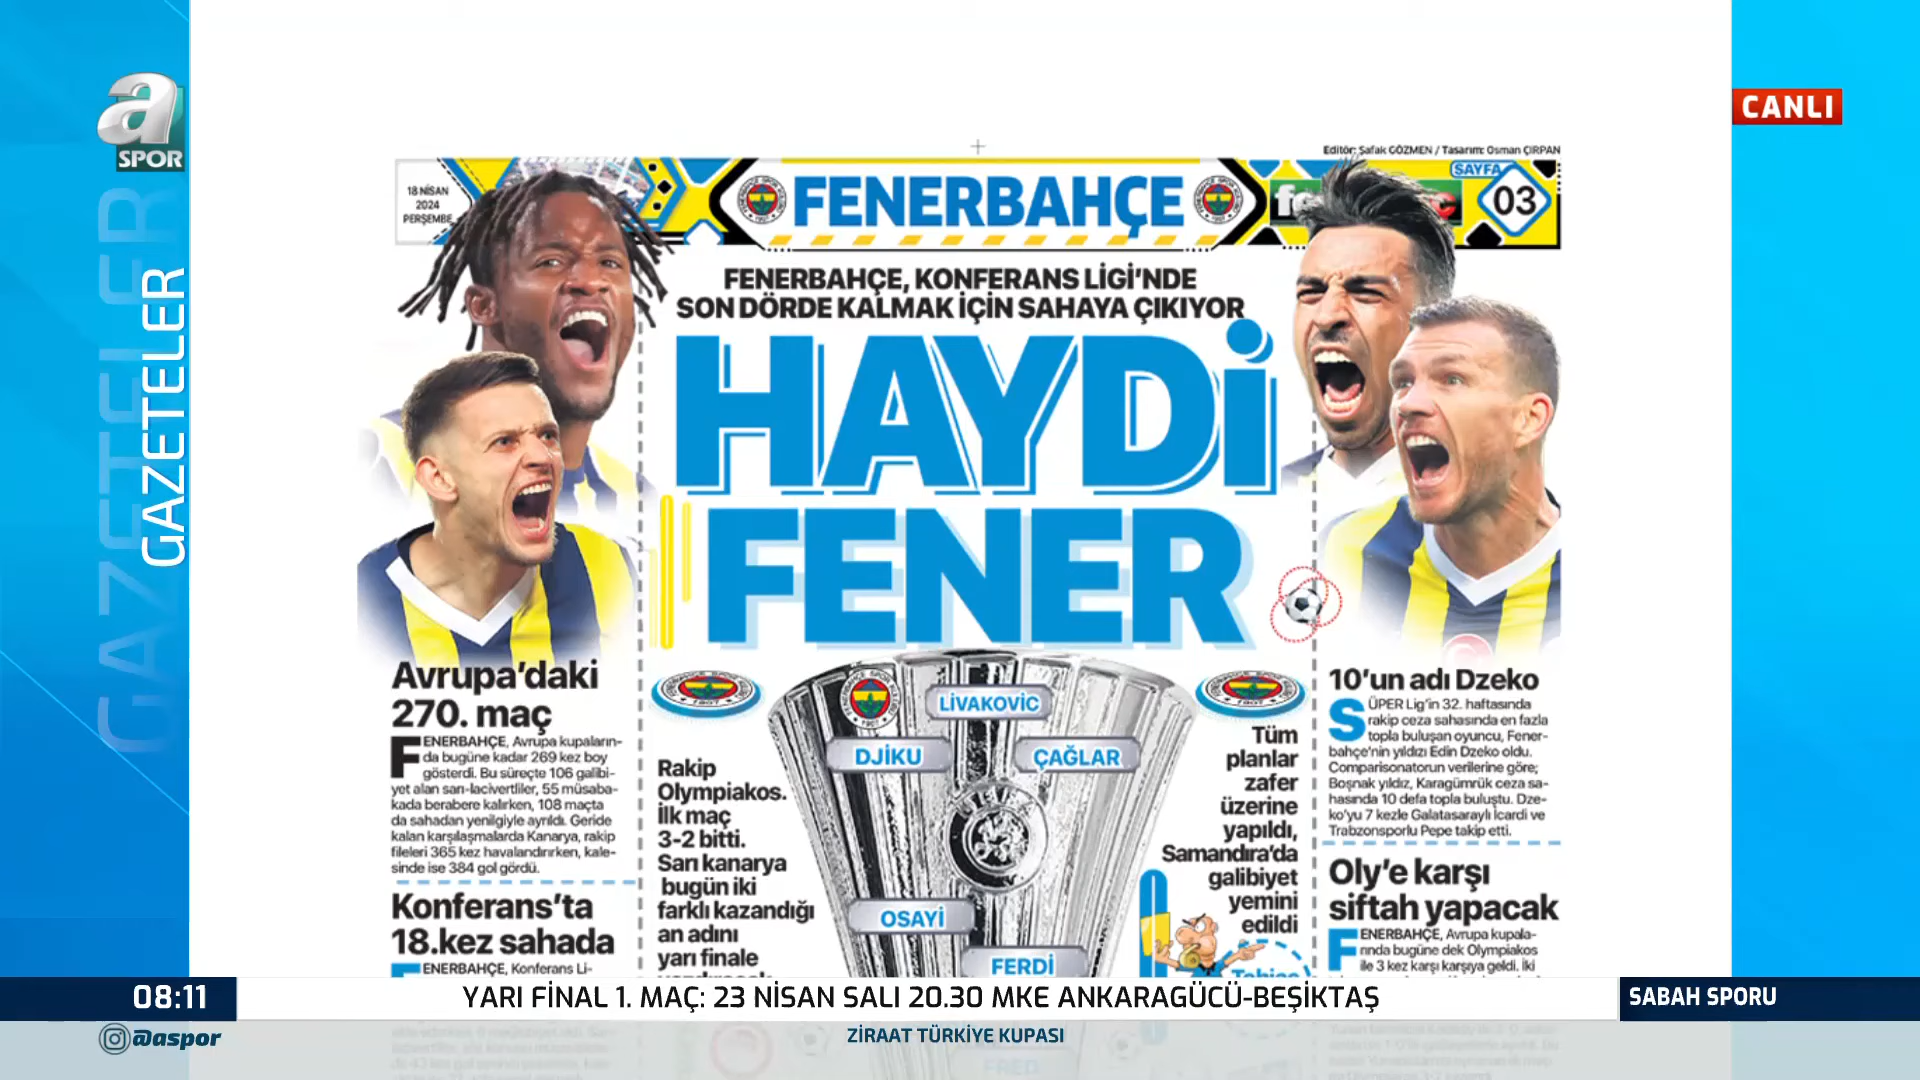 a
SPOR
GAZETELER
GAZETELER
CANLI
Editör: Şafak GÖZMEN / Tasarım: Osman ÇIRPAN
18 NİSAN
2024
PERŞEMBE
FENERBAHÇE
SAYFA
03
FENERBAHÇE, KONFERANS LİGİ'NDE
SON DÖRDE KALMAK İÇİN SAHAYA ÇIKIYOR
HAYDİ
FENER
Avrupa'daki
270. maç
FENERBAHÇE, Avrupa kupaların-
da bugüne kadar 269 kez boy
gösterdi. Bu süreçte 106 galibi-
yet alan sarı-lacivertliler, 55 müsaba-
kada berabere kalırken, 108 maçta
da sahadan yenilgiyle ayrıldı. Geride
kalan karşılaşmalarda Kanarya, rakip
fileleri 365 kez havalandırırken, kale-
sinde ise 384 gol gördü.
Konferans'ta
18.kez sahada
FENERBAHÇE, Konferans Li-
Rakip
Olympiakos.
İlk maç
3-2 bitti.
Sarı kanarya
bugün iki
farklı kazandığı
an adını
yarı finale
LİVAKOVİC
DJİKU
ÇAĞLAR
UEFA
OSAYİ
FERDİ
Tüm
planlar
zafer
üzerine
yapıldı,
Samandıra'da
galibiyet
yemini
edildi
10'un adı Dzeko
SÜPER Lig'in 32. haftasında
rakip ceza sahasında en fazla
topla buluşan oyuncu, Fener-
bahçe'nin yıldızı Edin Dzeko oldu.
Comparisonatorun verilerine göre;
Boşnak yıldız, Karagümrük ceza sa-
hasında 10 defa topla buluştu. Dze-
ko'yu 7 kezle Galatasaraylı Icardi ve
Trabzonsporlu Pepe takip etti.
Oly'e karşı
siftah yapacak
FENERBAHÇE, Avrupa kupala-
rında bugüne dek Olympiakos
ile 3 kez karşı karşıya geldi. İki
08:11
YARI FİNAL 1. MAÇ: 23 NİSAN SALI 20.30 MKE ANKARAGÜCÜ-BEŞİKTAŞ
SABAH SPORU
@aspor
ZİRAAT TÜRKİYE KUPASI